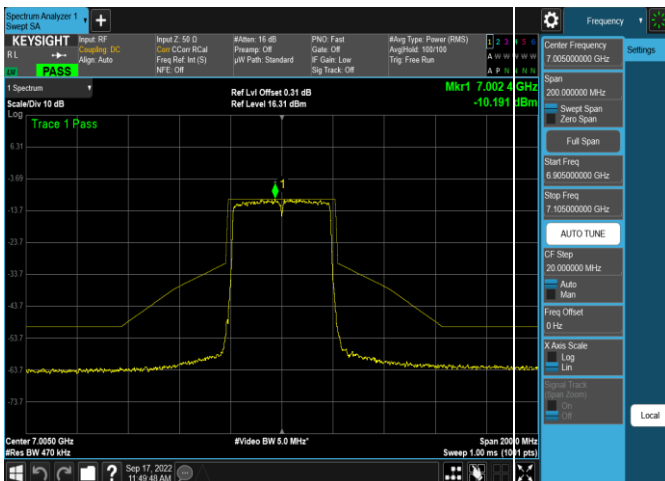 Spectrum Analyzer 1
Swept SA
Frequency
KEYSIGHT
RL
PASS
Input: RF
Coupling: DC
Align: Auto
Input Z: 50 Ω
Corr CCorr RCal
Freq Ref: Int (S)
NFE: Off
#Atten: 16 dB
Preamp: Off
µW Path: Standard
PNO: Fast
Gate: Off
IF Gain: Low
Sig Track: Off
#Avg Type: Power (RMS)
Avg|Hold: 100/100
Trig: Free Run
1 2 3 4 5 6
A W W W W W
A P N N N N
1 Spectrum
Scale/Div 10 dB
Ref Lvl Offset 0.31 dB
Ref Level 16.31 dBm
Mkr1 7.002 4 GHz
-10.191 dBm
Log
Trace 1 Pass
1
6.31
-3.69
-13.7
-23.7
-33.7
-43.7
-53.7
-63.7
-73.7
Center 7.0050 GHz
#Res BW 470 kHz
#Video BW 5.0 MHz*
Span 200.0 MHz
Sweep 1.00 ms (1001 pts)
Sep 17, 2022
11:49:48 AM
Center Frequency
7.005000000 GHz
Settings
Span
200.000000 MHz
Swept Span
Zero Span
Full Span
Start Freq
6.905000000 GHz
Stop Freq
7.105000000 GHz
AUTO TUNE
CF Step
20.000000 MHz
Auto
Man
Freq Offset
0 Hz
X Axis Scale
Log
Lin
Signal Track
(Span Zoom)
On
Off
Local